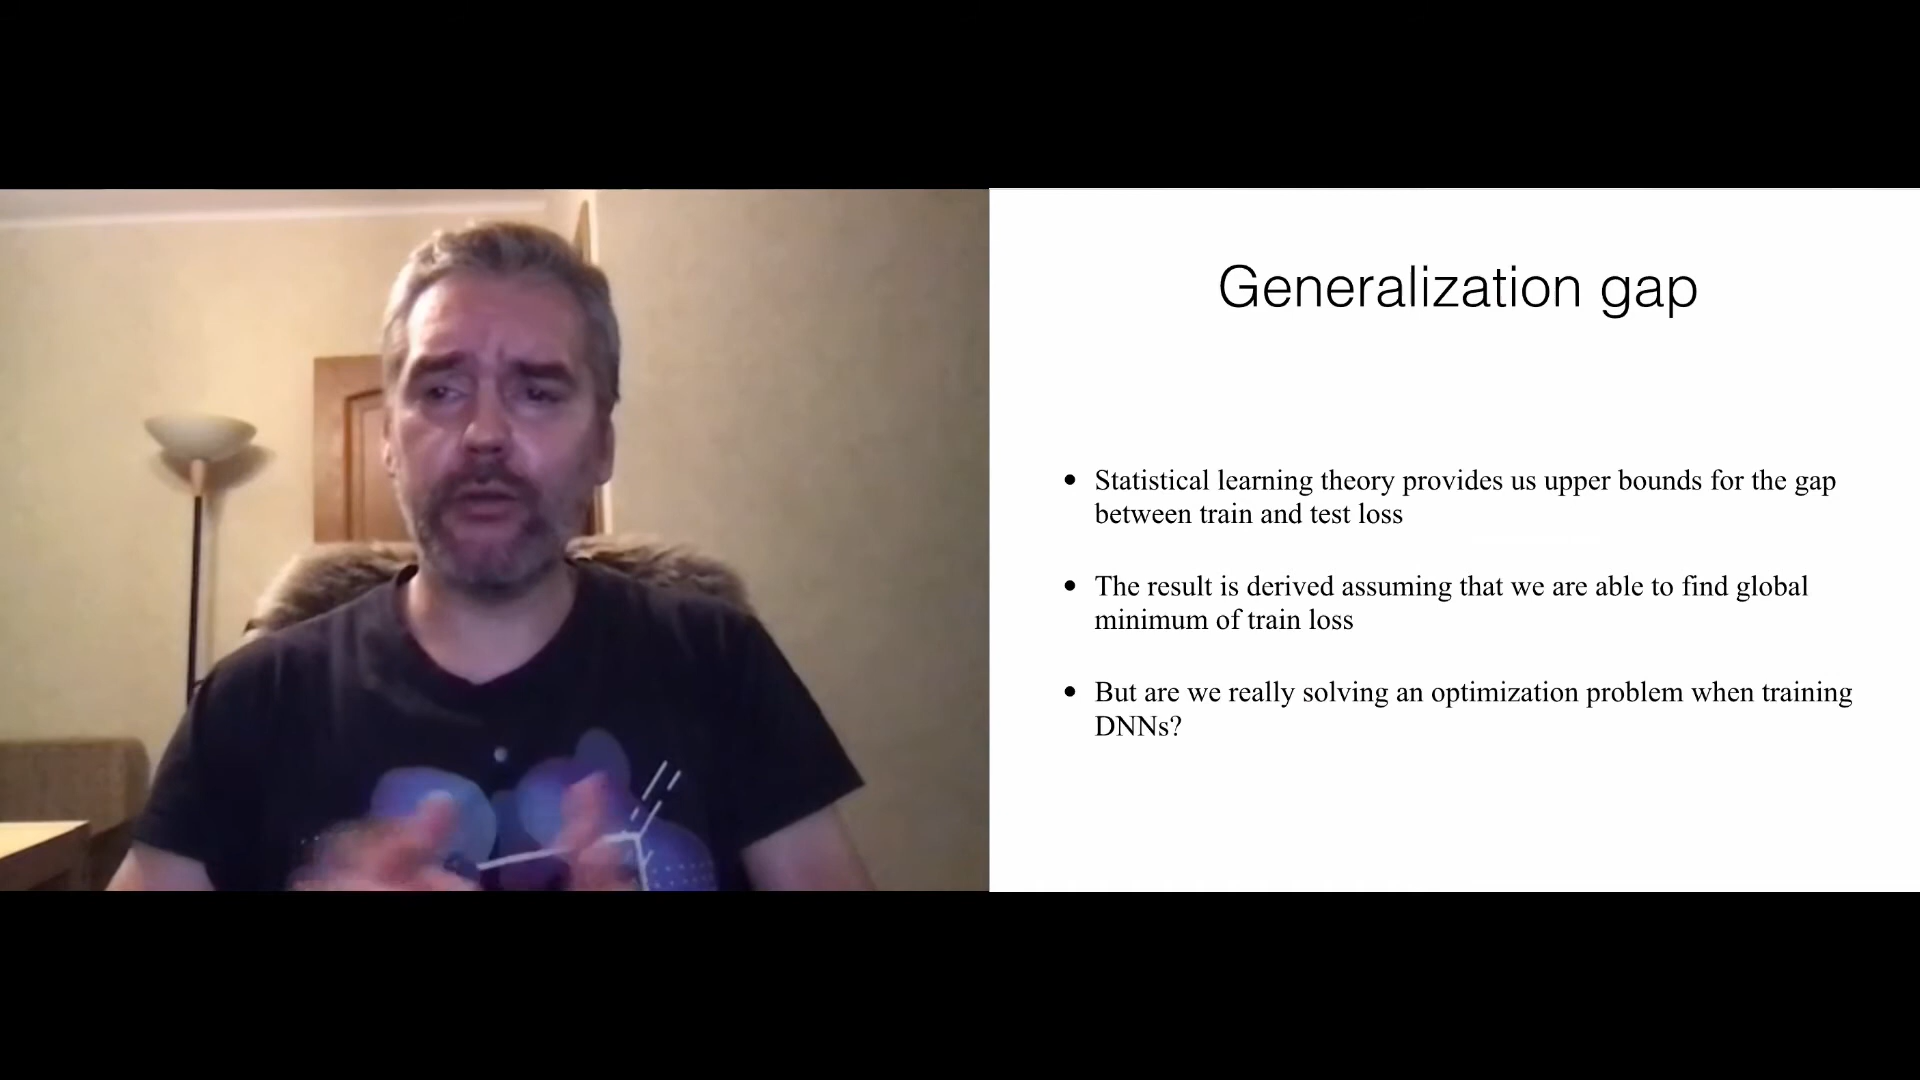 Generalization gap
• Statistical learning theory provides us upper bounds for the gap
between train and test loss
• The result is derived assuming that we are able to find global
minimum of train loss
• But are we really solving an optimization problem when training
DNNs?